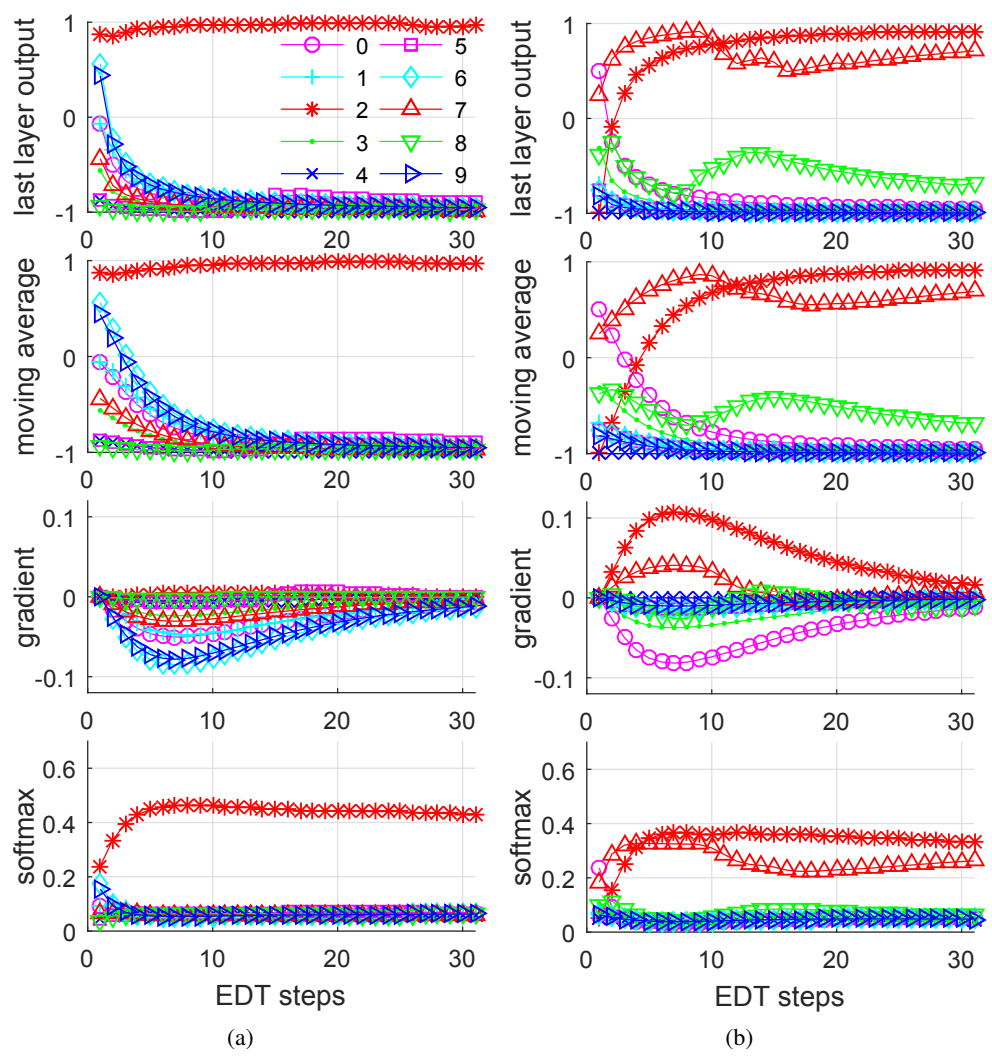 last layer output
1
0
-1
0 10 20 30
0 5
1 6
2 7
3 8
4 9
moving average
1
0
-1
0 10 20 30
gradient
0.1
0
-0.1
0 10 20 30
softmax
0.6
0.4
0.2
0
0 10 20 30
EDT steps
(a)
last layer output
1
0
-1
0 10 20 30
moving average
1
0
-1
0 10 20 30
gradient
0.1
0
-0.1
0 10 20 30
softmax
0.6
0.4
0.2
0
0 10 20 30
EDT steps
(b)